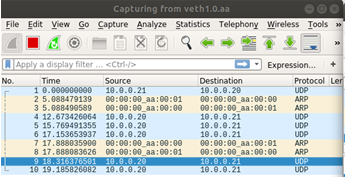 Capturing from veth1.0.aa
File Edit View Go Capture Analyze Statistics Telephony Wireless Tools Help
Apply a display filter ... <Ctrl-/> Expression... +
No. Time Source Destination Protocol Len
1 0.000000000 10.0.0.21 10.0.0.20 UDP
2 5.088479139 00:00:00_aa:00:01 00:00:00_aa:00:00 ARP
3 5.088490589 00:00:00_aa:00:00 00:00:00_aa:00:01 ARP
4 12.673426064 10.0.0.20 10.0.0.21 UDP
5 15.769491355 10.0.0.20 10.0.0.21 UDP
6 17.153653937 10.0.0.20 10.0.0.21 UDP
7 17.888035900 00:00:00_aa:00:00 00:00:00_aa:00:01 ARP
8 17.888083626 00:00:00_aa:00:01 00:00:00_aa:00:00 ARP
9 18.316376501 10.0.0.20 10.0.0.21 UDP
10 19.185826082 10.0.0.20 10.0.0.21 UDP